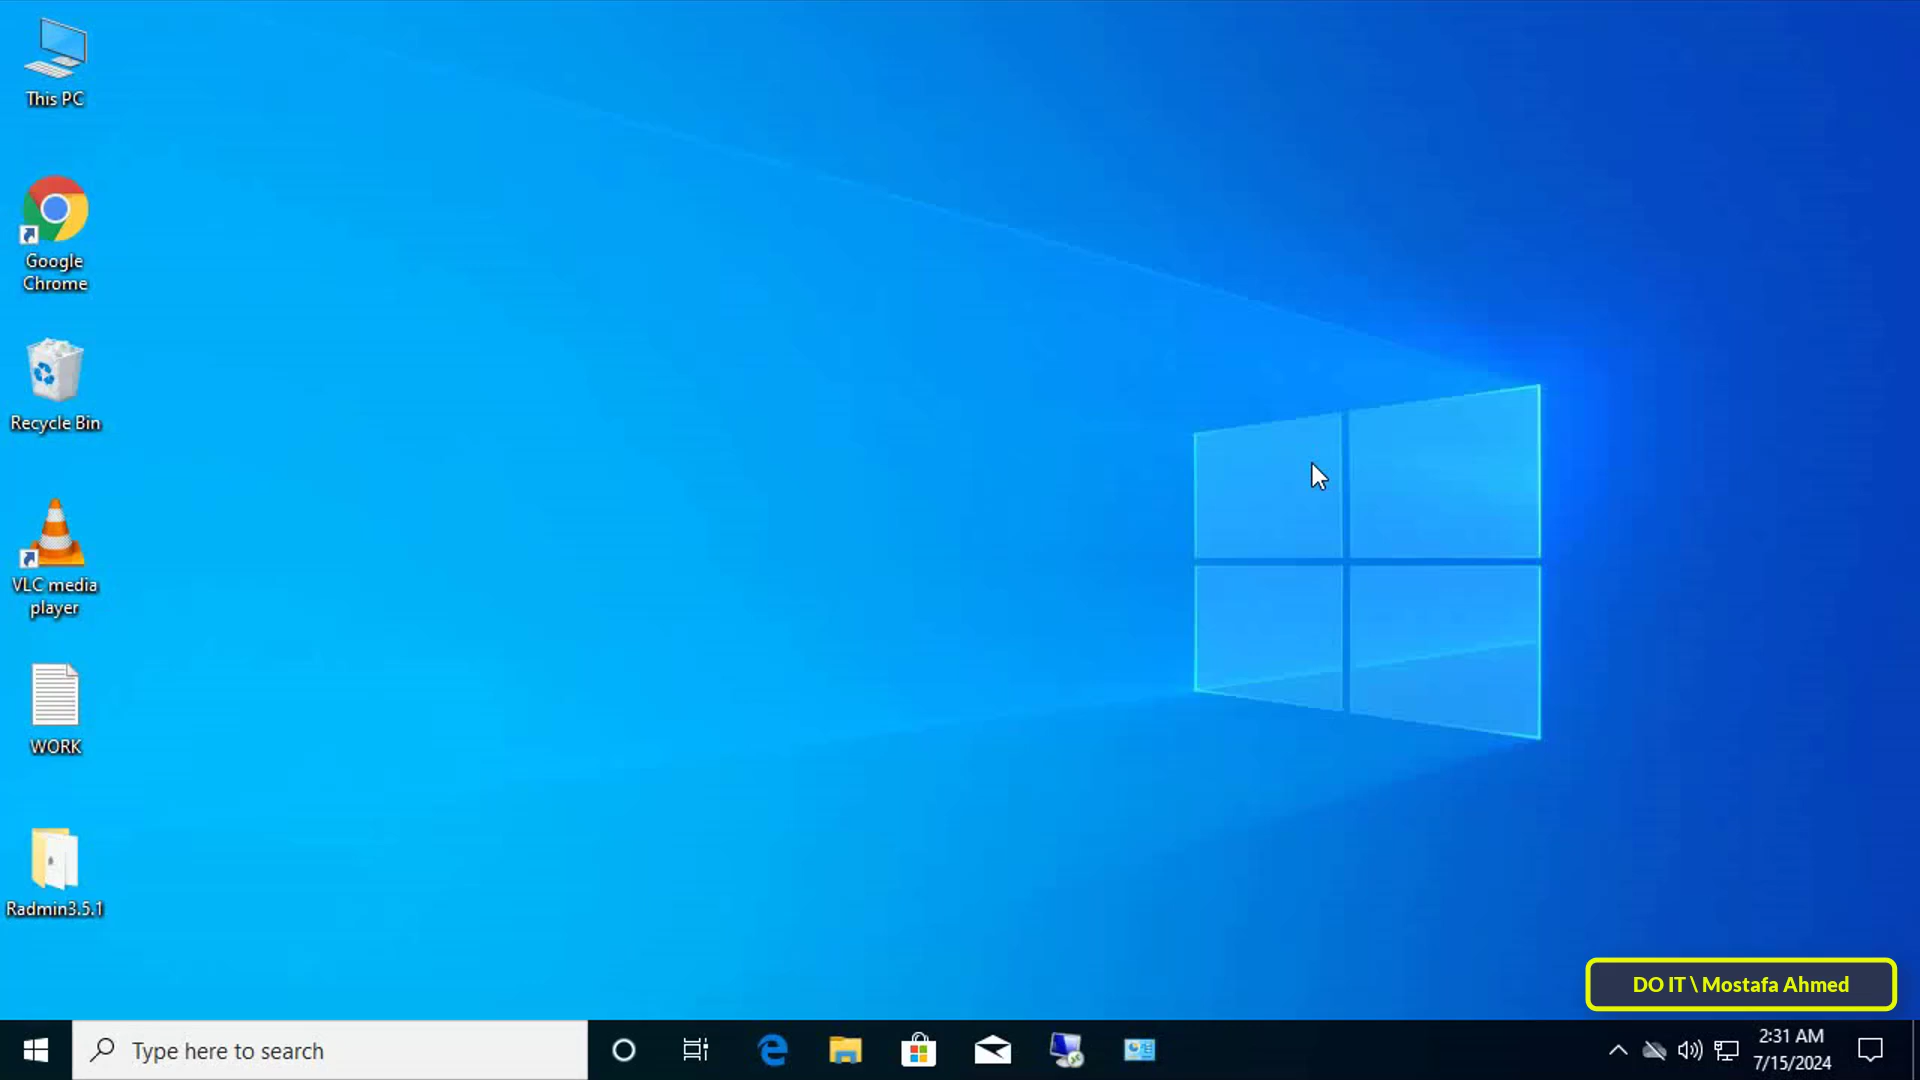 This PC
Google
Chrome
Recycle Bin
VLC media
player
WORK
Radmin3.5.1
DO IT \ Mostafa Ahmed
Type here to search
2:31 AM
7/15/2024